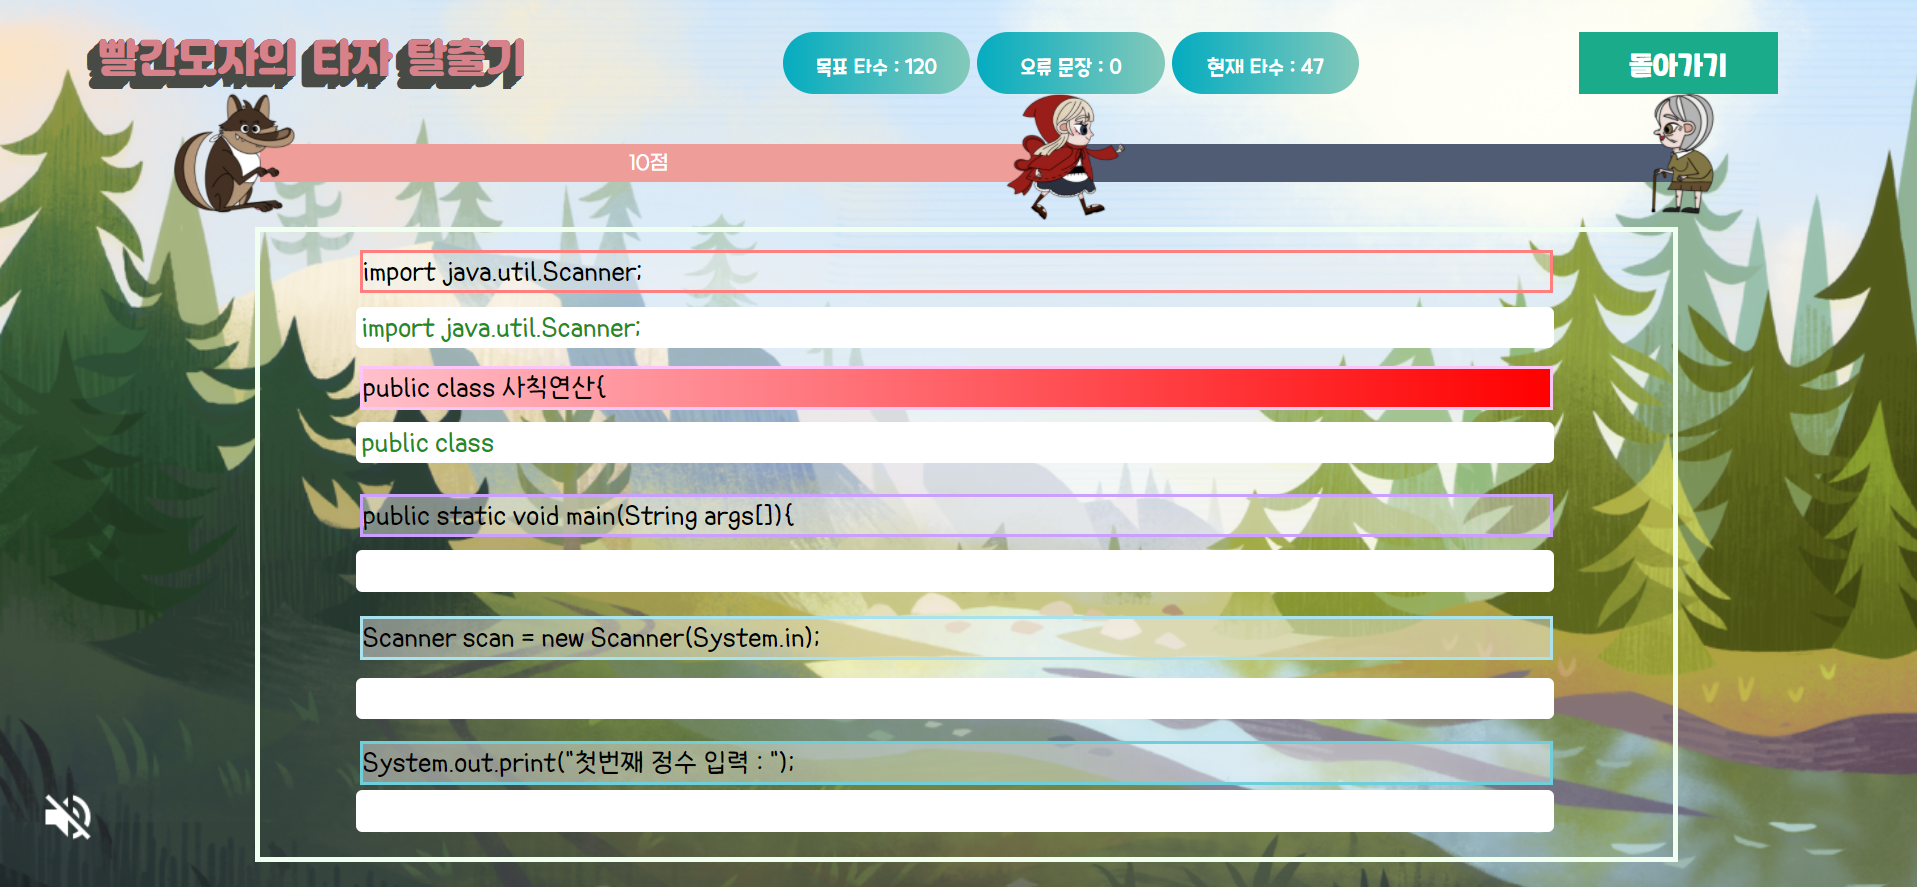 빨간모자의 타자 탈출기
목표 타수 : 120
오류 문장 : 0
현재 타수 : 47
돌아가기
10점
import java.util.Scanner;
import java.util.Scanner;
public class 사칙연산{
public class
public static void main(String args[]){
Scanner scan = new Scanner(System.in);
System.out.print("첫번째 정수 입력 : ");